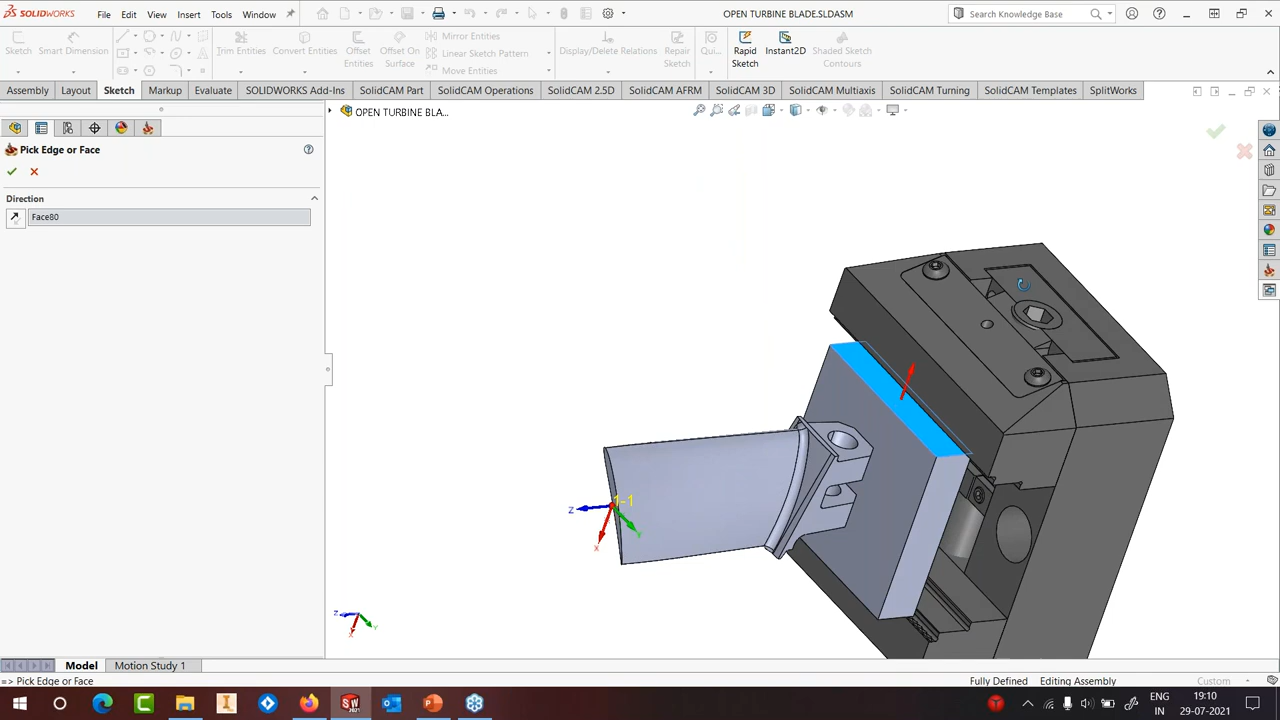 SOLIDWORKS File Edit View Insert Tools Window OPEN TURBINE BLADE.SLDASM Search Knowledge Base
Sketch Smart Dimension Trim Entities Convert Entities Offset Entities Offset On Surface Mirror Entities Linear Sketch Pattern Move Entities Display/Delete Relations Repair Sketch Qui... Rapid Sketch Instant2D Shaded Sketch Contours
Assembly Layout Sketch Markup Evaluate SOLIDWORKS Add-Ins SolidCAM Part SolidCAM Operations SolidCAM 2.5D SolidCAM AFRM SolidCAM 3D SolidCAM Multiaxis SolidCAM Turning SolidCAM Templates SplitWorks
OPEN TURBINE BLA...
Pick Edge or Face
Direction
Face80
1-1
Z
Y
X
Z
Y
X
Model Motion Study 1
=> Pick Edge or Face Fully Defined Editing Assembly Custom
ENG 19:10
IN 29-07-2021